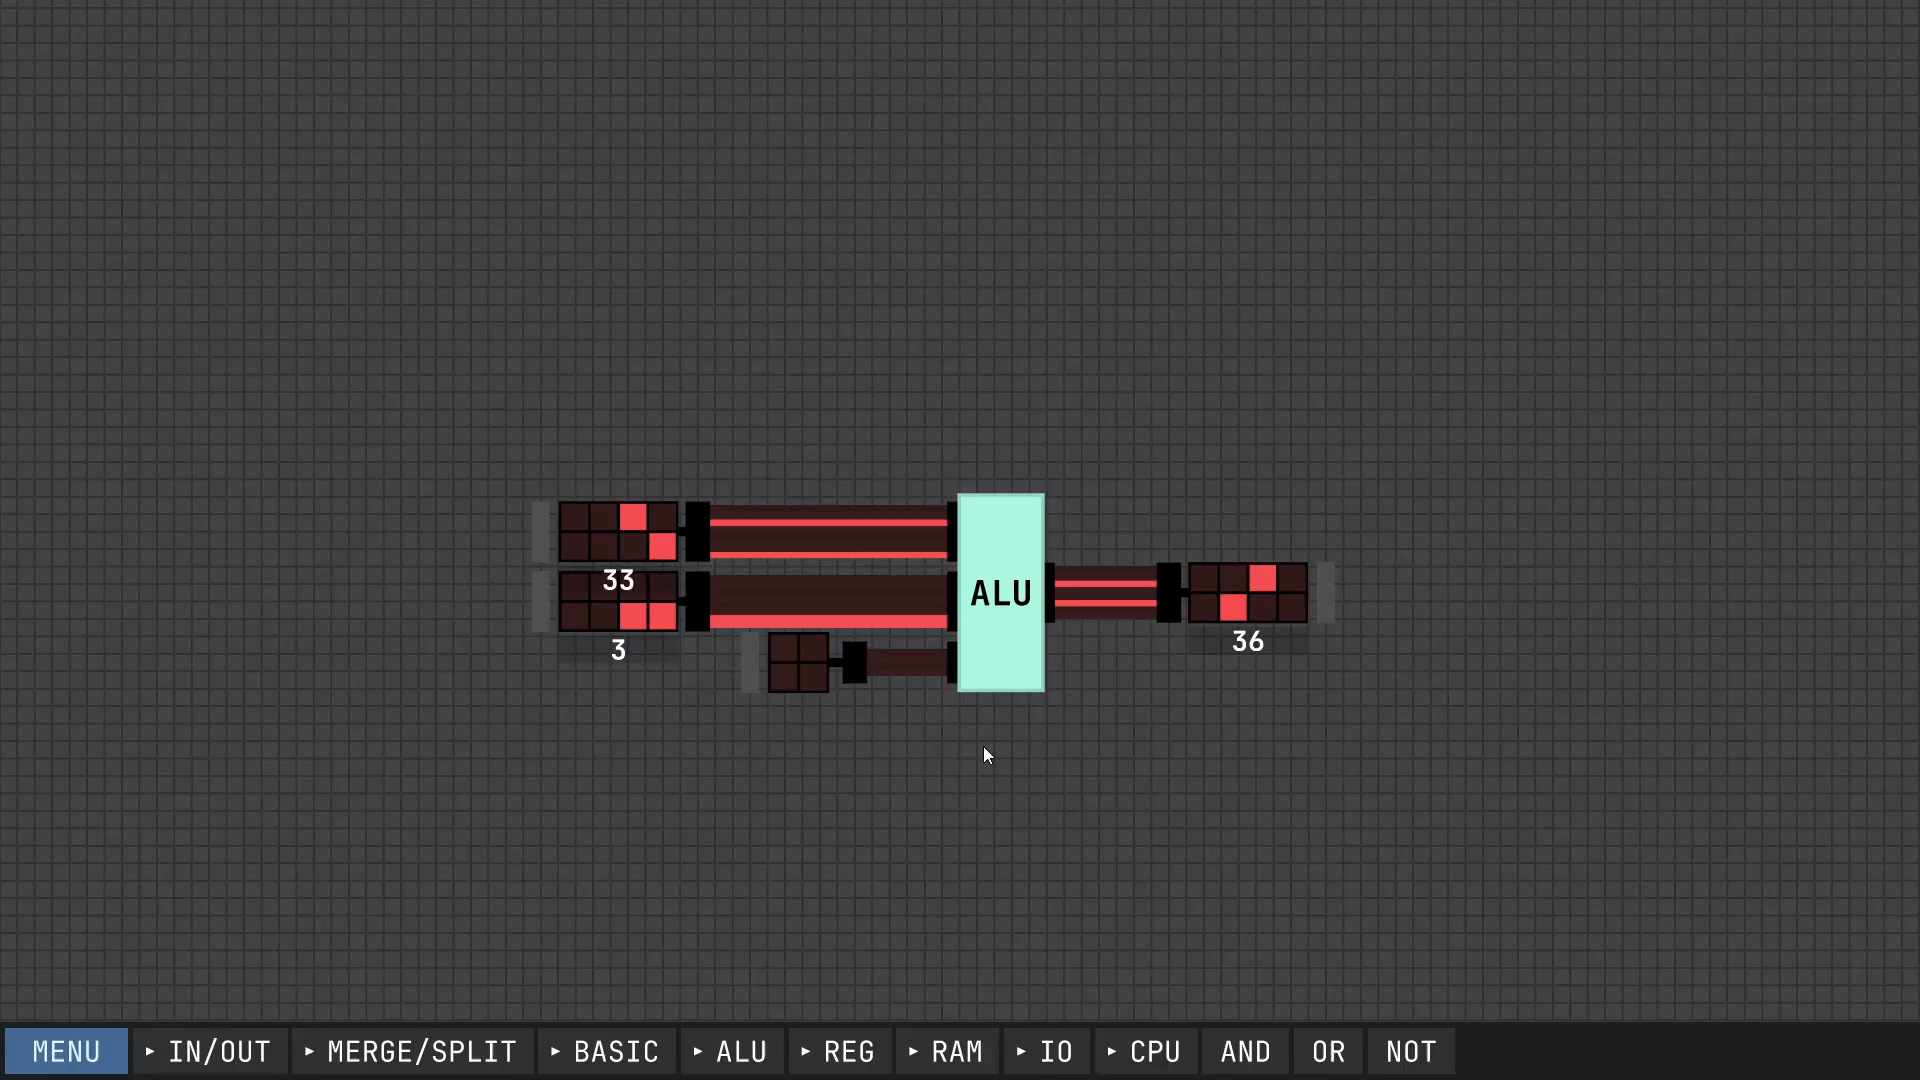 33
3
ALU
36
MENU
▸ IN/OUT
▸ MERGE/SPLIT
▸ BASIC
▸ ALU
▸ REG
▸ RAM
▸ IO
▸ CPU
AND
OR
NOT